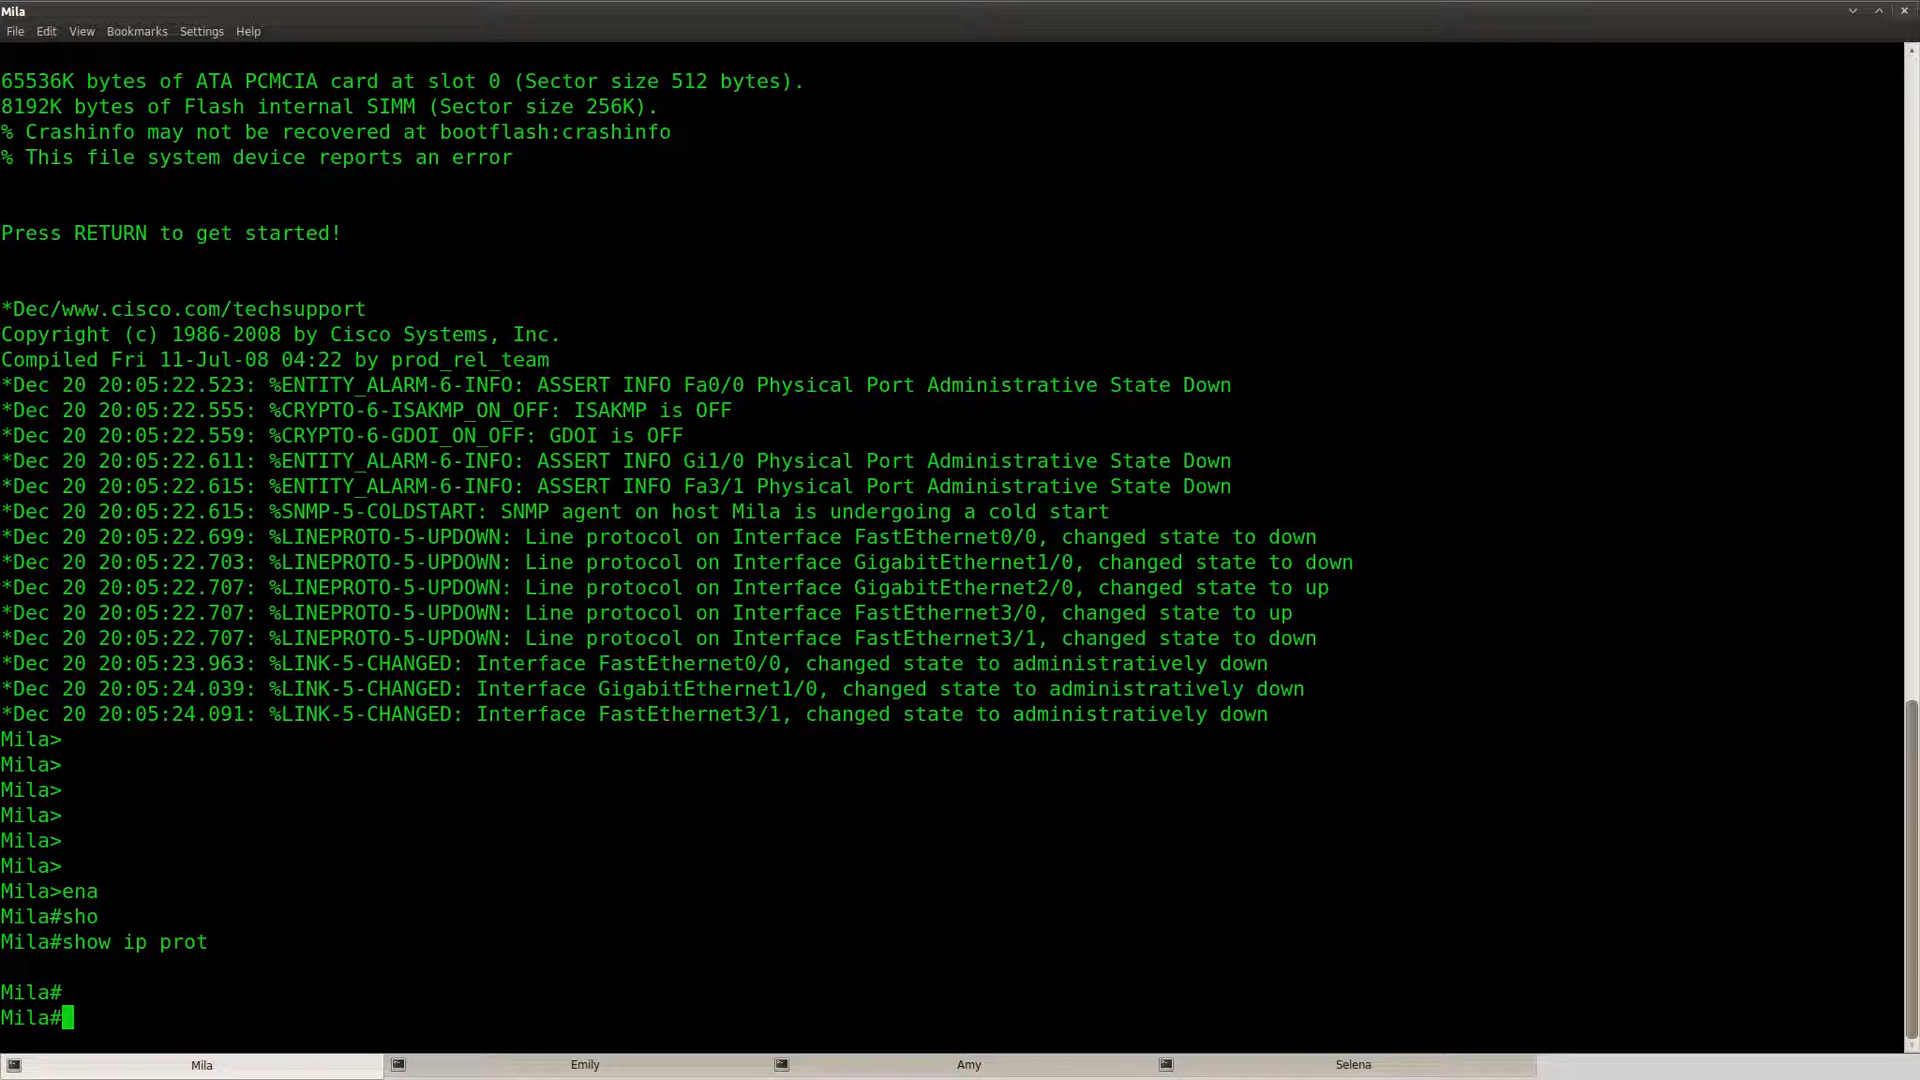 Mila
File Edit View Bookmarks Settings Help
65536K bytes of ATA PCMCIA card at slot 0 (Sector size 512 bytes).
8192K bytes of Flash internal SIMM (Sector size 256K).
% Crashinfo may not be recovered at bootflash:crashinfo
% This file system device reports an error
Press RETURN to get started!
*Dec/www.cisco.com/techsupport
Copyright (c) 1986-2008 by Cisco Systems, Inc.
Compiled Fri 11-Jul-08 04:22 by prod_rel_team
*Dec 20 20:05:22.523: %ENTITY_ALARM-6-INFO: ASSERT INFO Fa0/0 Physical Port Administrative State Down
*Dec 20 20:05:22.555: %CRYPTO-6-ISAKMP_ON_OFF: ISAKMP is OFF
*Dec 20 20:05:22.559: %CRYPTO-6-GDOI_ON_OFF: GDOI is OFF
*Dec 20 20:05:22.611: %ENTITY_ALARM-6-INFO: ASSERT INFO Gi1/0 Physical Port Administrative State Down
*Dec 20 20:05:22.615: %ENTITY_ALARM-6-INFO: ASSERT INFO Fa3/1 Physical Port Administrative State Down
*Dec 20 20:05:22.615: %SNMP-5-COLDSTART: SNMP agent on host Mila is undergoing a cold start
*Dec 20 20:05:22.699: %LINEPROTO-5-UPDOWN: Line protocol on Interface FastEthernet0/0, changed state to down
*Dec 20 20:05:22.703: %LINEPROTO-5-UPDOWN: Line protocol on Interface GigabitEthernet1/0, changed state to down
*Dec 20 20:05:22.707: %LINEPROTO-5-UPDOWN: Line protocol on Interface GigabitEthernet2/0, changed state to up
*Dec 20 20:05:22.707: %LINEPROTO-5-UPDOWN: Line protocol on Interface FastEthernet3/0, changed state to up
*Dec 20 20:05:22.707: %LINEPROTO-5-UPDOWN: Line protocol on Interface FastEthernet3/1, changed state to down
*Dec 20 20:05:23.963: %LINK-5-CHANGED: Interface FastEthernet0/0, changed state to administratively down
*Dec 20 20:05:24.039: %LINK-5-CHANGED: Interface GigabitEthernet1/0, changed state to administratively down
*Dec 20 20:05:24.091: %LINK-5-CHANGED: Interface FastEthernet3/1, changed state to administratively down
Mila>
Mila>
Mila>
Mila>
Mila>
Mila>
Mila>ena
Mila#sho
Mila#show ip prot
Mila#
Mila#
Mila Emily Amy Selena